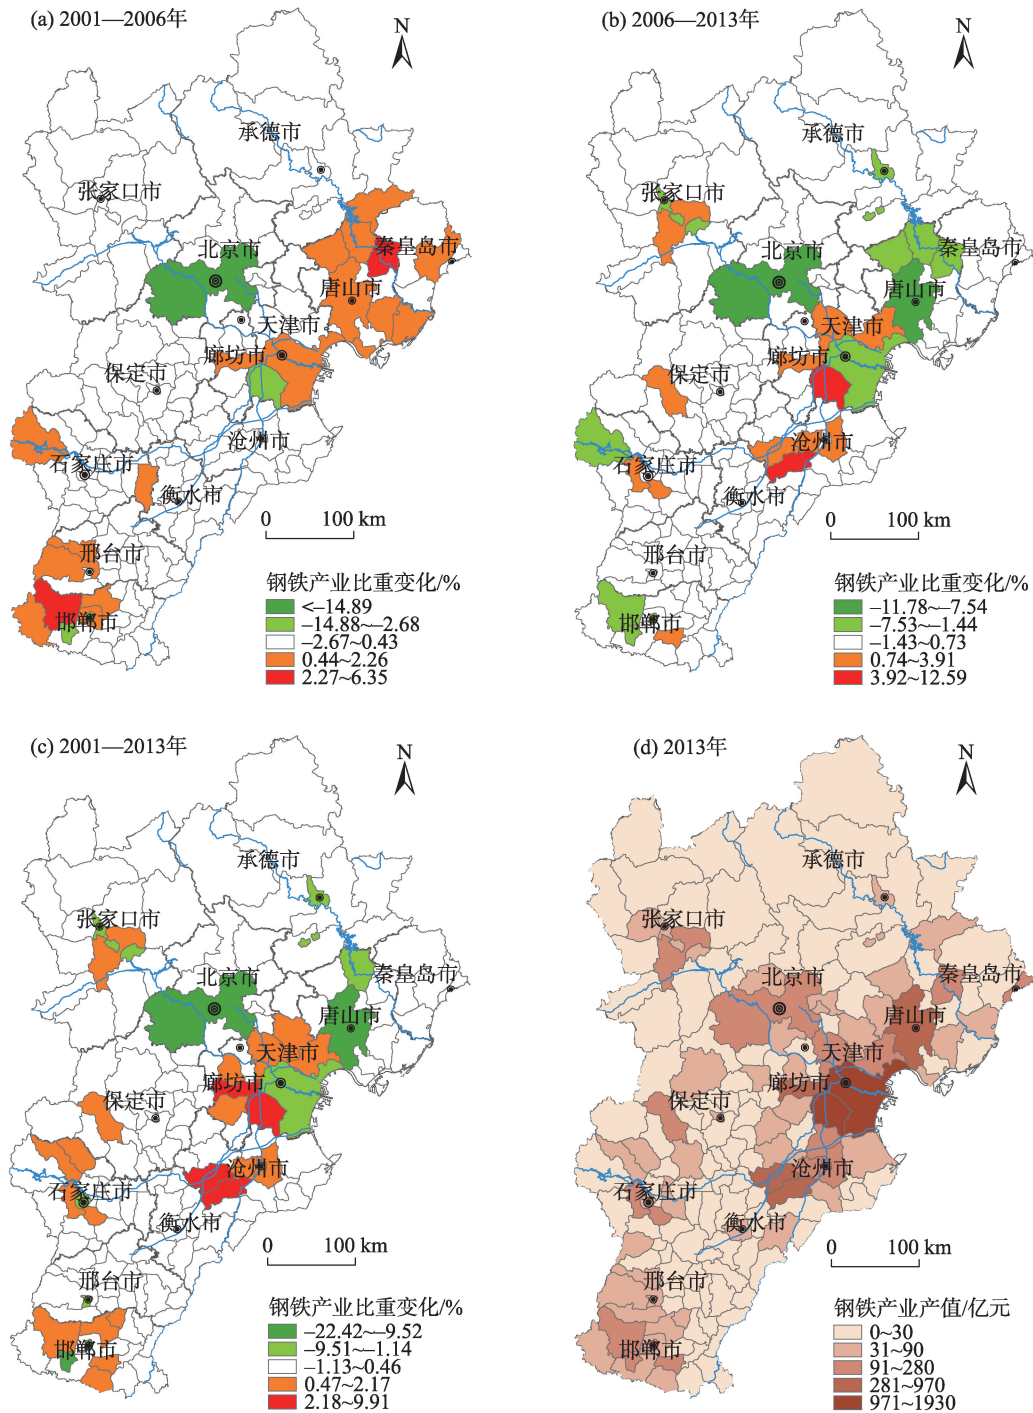 (a) 2001—2006年
N
承德市
张家口市
北京市
秦皇岛市
唐山市
天津市
廊坊市
保定市
沧州市
石家庄市
衡水市
0 100 km
邢台市
邯郸市
钢铁产业比重变化/%
<–14.89
–14.88~–2.68
–2.67~0.43
0.44~2.26
2.27~6.35
(b) 2006—2013年
N
承德市
张家口市
北京市
秦皇岛市
唐山市
天津市
廊坊市
保定市
沧州市
石家庄市
衡水市
0 100 km
邢台市
邯郸市
钢铁产业比重变化/%
–11.78~–7.54
–7.53~–1.44
–1.43~0.73
0.74~3.91
3.92~12.59
(c) 2001—2013年
N
承德市
张家口市
北京市
秦皇岛市
唐山市
天津市
廊坊市
保定市
沧州市
石家庄市
衡水市
0 100 km
邢台市
邯郸市
钢铁产业比重变化/%
–22.42~–9.52
–9.51~–1.14
–1.13~0.46
0.47~2.17
2.18~9.91
(d) 2013年
N
承德市
张家口市
北京市
秦皇岛市
唐山市
天津市
廊坊市
保定市
沧州市
石家庄市
衡水市
0 100 km
邢台市
邯郸市
钢铁产业产值/亿元
0~30
31~90
91~280
281~970
971~1930